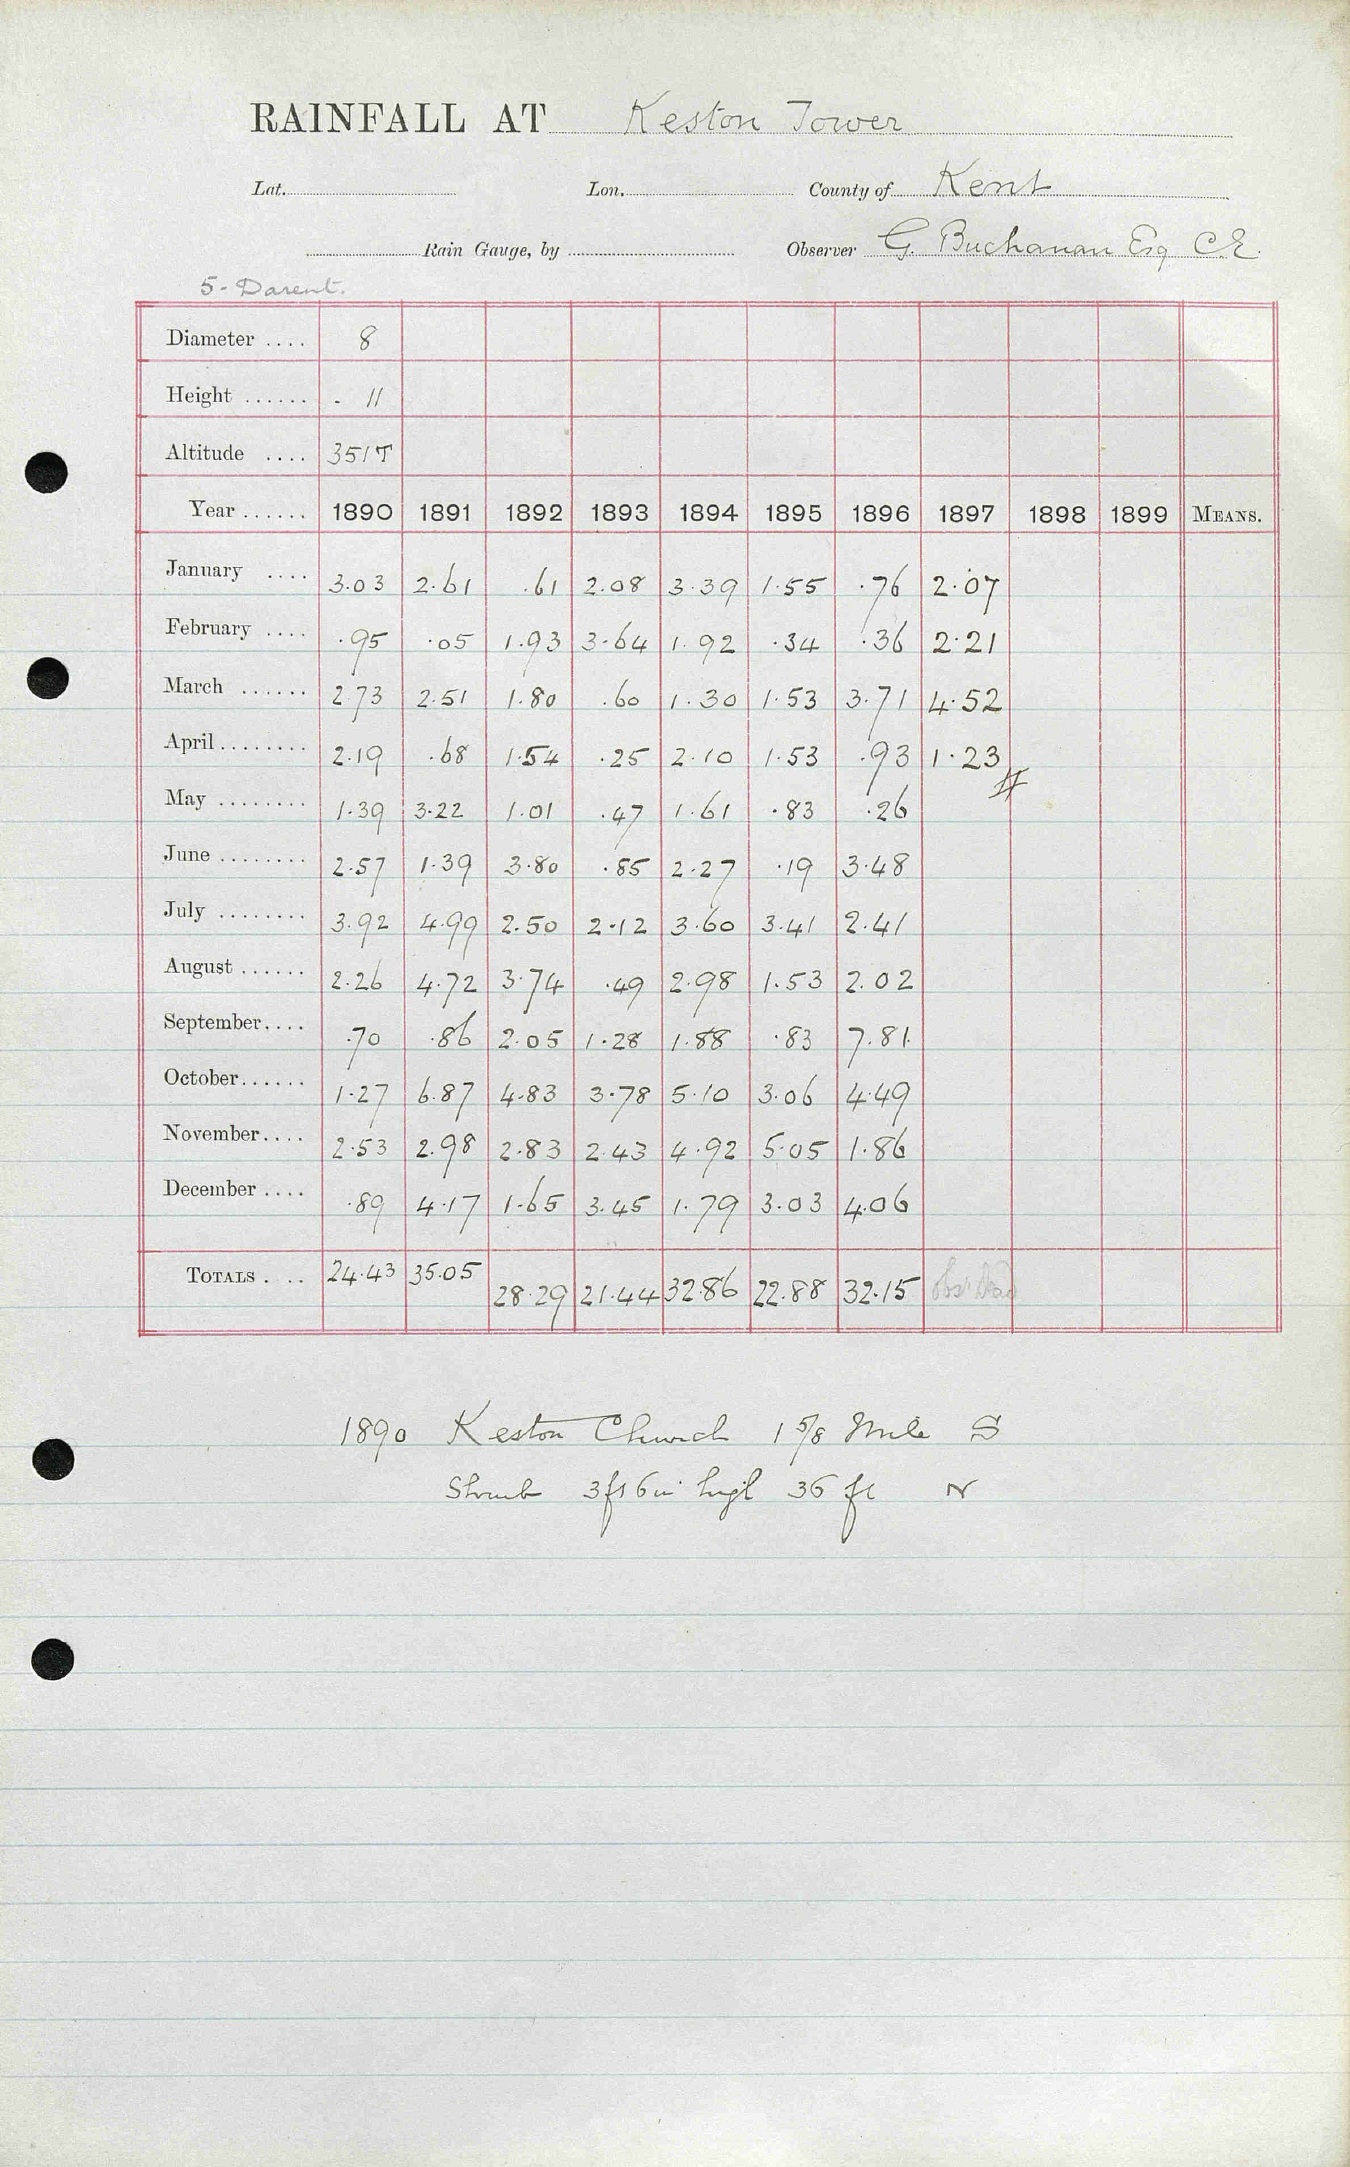 RAINFALL AT Keston Tower
Lat. Lon. County of Kent
Rain Gauge, by Observer G. Buchanan Esq C.E.
5 - Darent.
Diameter .... 8
Height ...... - 11
Altitude .... 351T
Year ...... 1890 1891 1892 1893 1894 1895 1896 1897 1898 1899 MEANS.
January .... 3.03 2.61 .61 2.08 3.39 1.55 .76 2.07
February .... .95 .05 1.93 3.64 1.92 .34 .36 2.21
March ...... 2.73 2.51 1.80 .60 1.30 1.53 3.71 4.52
April ........ 2.19 .68 1.54 .25 2.10 1.53 .93 1.23
May ........ 1.39 3.22 1.01 .47 1.61 .83 .26
June ........ 2.57 1.39 3.80 .85 2.27 .19 3.48
July ........ 3.92 4.99 2.50 2.12 3.60 3.41 2.41
August ...... 2.26 4.72 3.74 .49 2.98 1.53 2.02
September.... .70 .86 2.05 1.28 1.88 .83 7.81
October...... 1.27 6.87 4.83 3.78 5.10 3.06 4.49
November.... 2.53 2.98 2.83 2.43 4.92 5.05 1.86
December .... .89 4.17 1.65 3.45 1.79 3.03 4.06
TOTALS . .. 24.43 35.05 28.29 21.44 32.86 22.88 32.15 obsr dead
1890 Keston Church 1 5/8 Mile S
Shrub 3ft 6in high 36 ft N